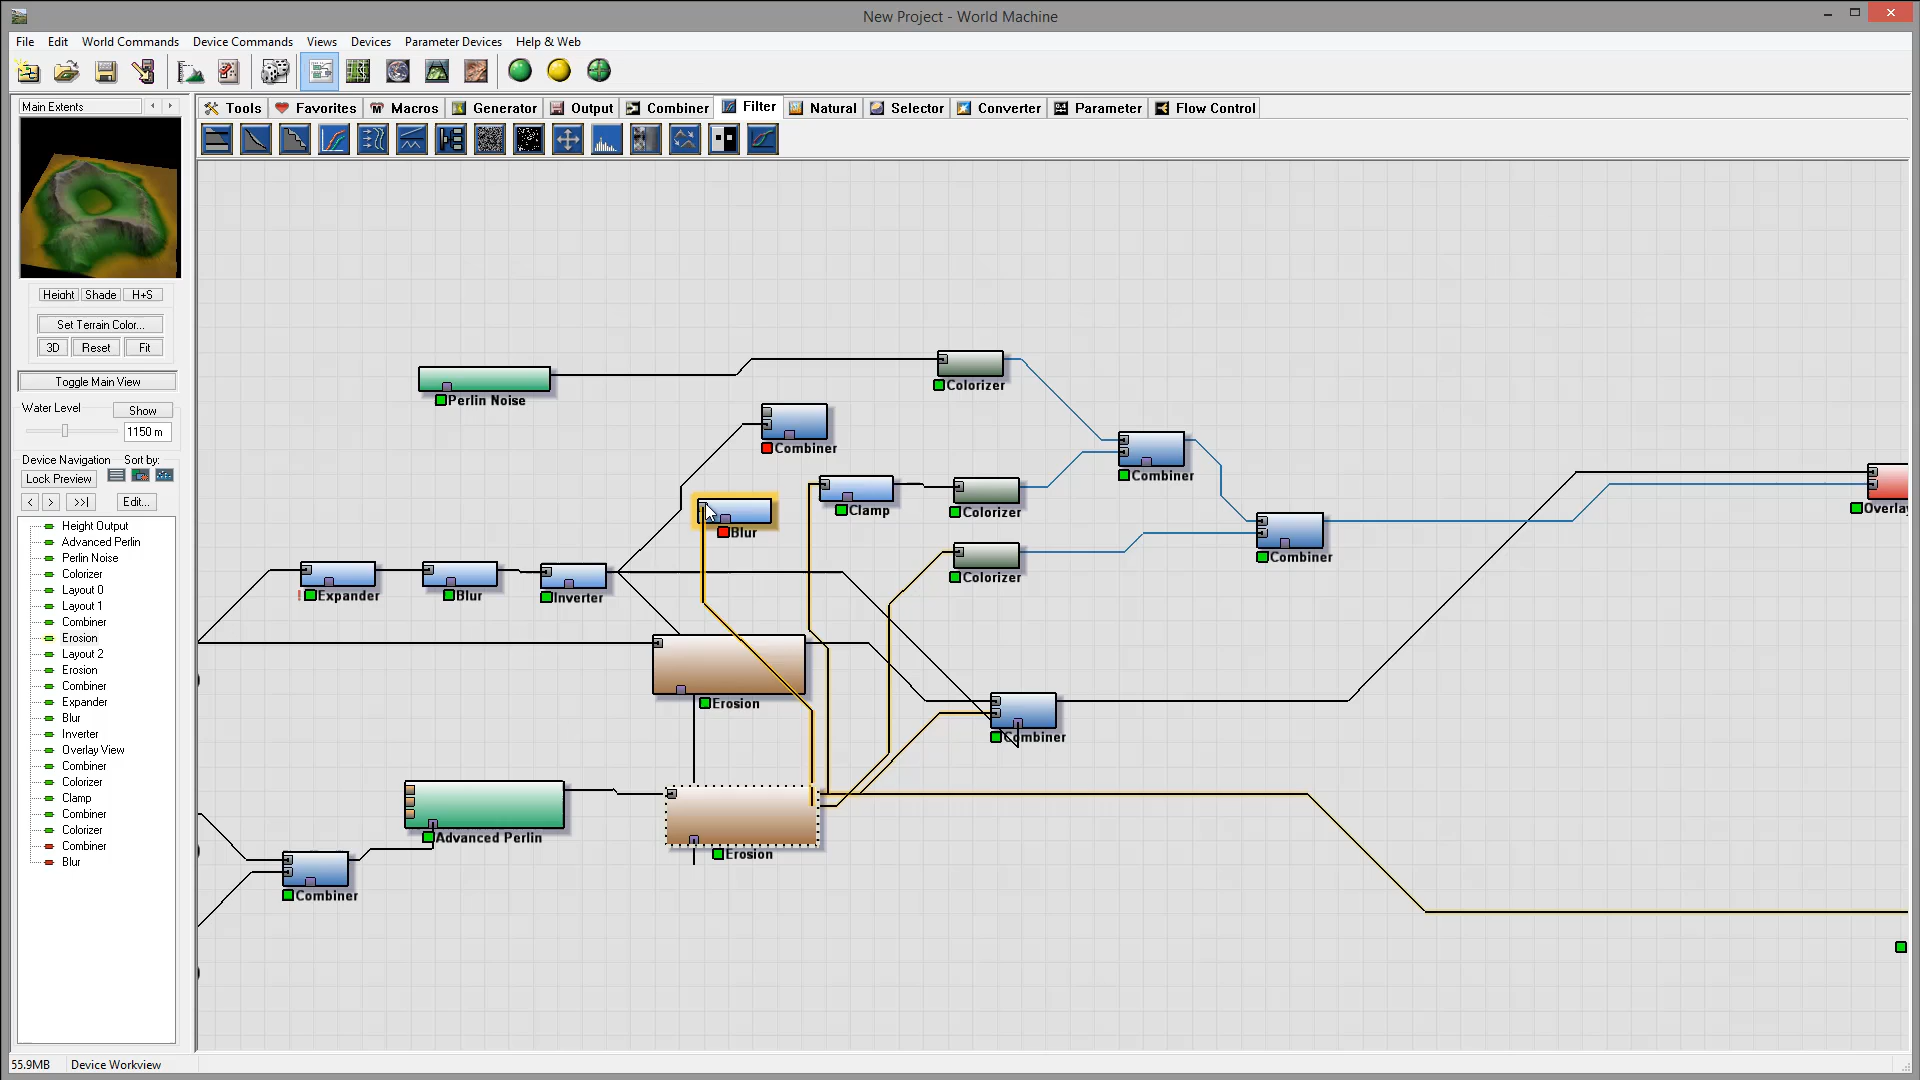 New Project - World Machine
File Edit World Commands Device Commands Views Devices Parameter Devices Help & Web
Main Extents
Tools Favorites Macros Generator Output Combiner Filter Natural Selector Converter Parameter Flow Control
Height Shade H+S
Set Terrain Color...
3D Reset Fit
Toggle Main View
Water Level Show
1150 m
Device Navigation Sort by:
Lock Preview
< > >>| Edit...
Height Output
Advanced Perlin
Perlin Noise
Colorizer
Layout 0
Layout 1
Combiner
Erosion
Layout 2
Erosion
Combiner
Expander
Blur
Inverter
Overlay View
Combiner
Colorizer
Clamp
Combiner
Colorizer
Combiner
Blur
Colorizer
Perlin Noise
Combiner
Combiner
Clamp
Colorizer
Overlay
Blur
Combiner
Colorizer
! Expander
Blur
Inverter
Erosion
Combiner
Advanced Perlin
Erosion
Combiner
55.9MB Device Workview